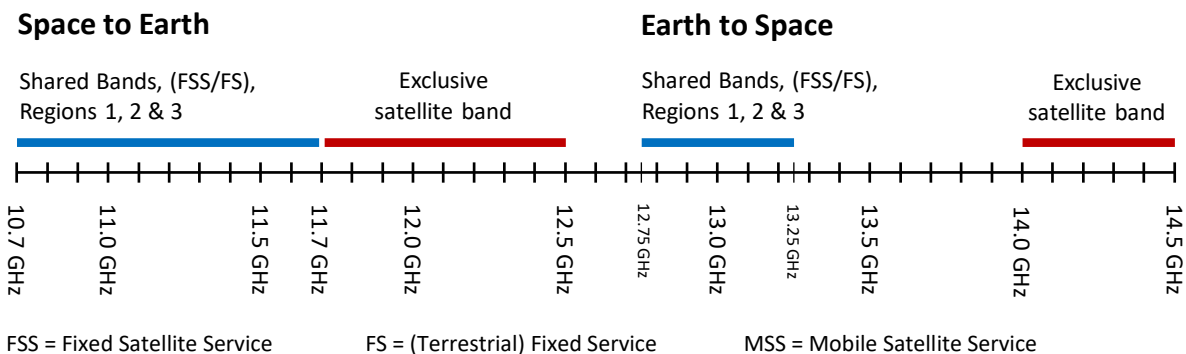 Space to Earth
Earth to Space
Shared Bands, (FSS/FS),
Regions 1, 2 & 3
Exclusive
satellite band
Shared Bands, (FSS/FS),
Regions 1, 2 & 3
Exclusive
satellite band
10.7 GHz
11.0 GHz
11.5 GHz
11.7 GHz
12.0 GHz
12.5 GHz
12.75 GHz
13.0 GHz
13.25 GHz
13.5 GHz
14.0 GHz
14.5 GHz
FSS = Fixed Satellite Service
FS = (Terrestrial) Fixed Service
MSS = Mobile Satellite Service